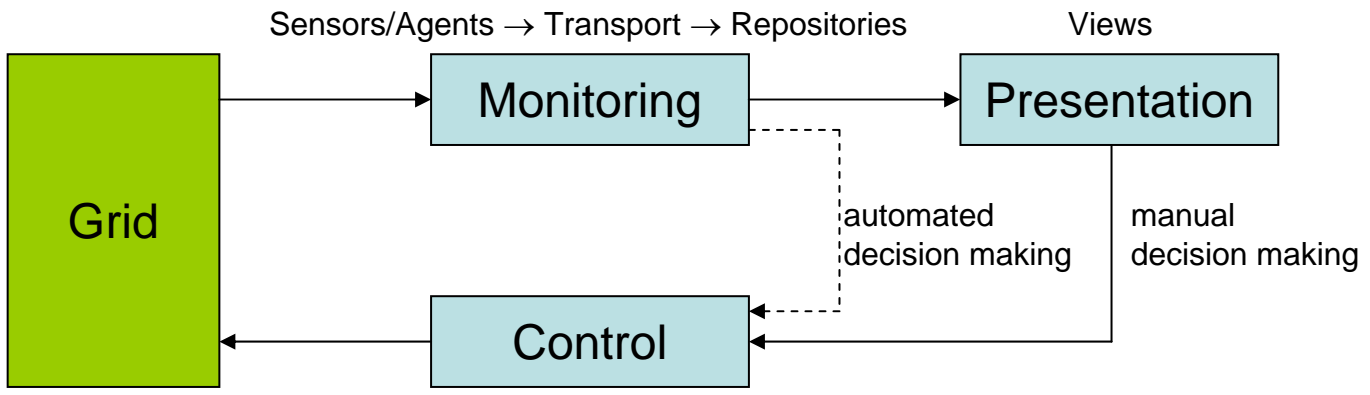 Sensors/Agents → Transport → Repositories
Views
Monitoring
Presentation
Grid
automated
decision making
manual
decision making
Control